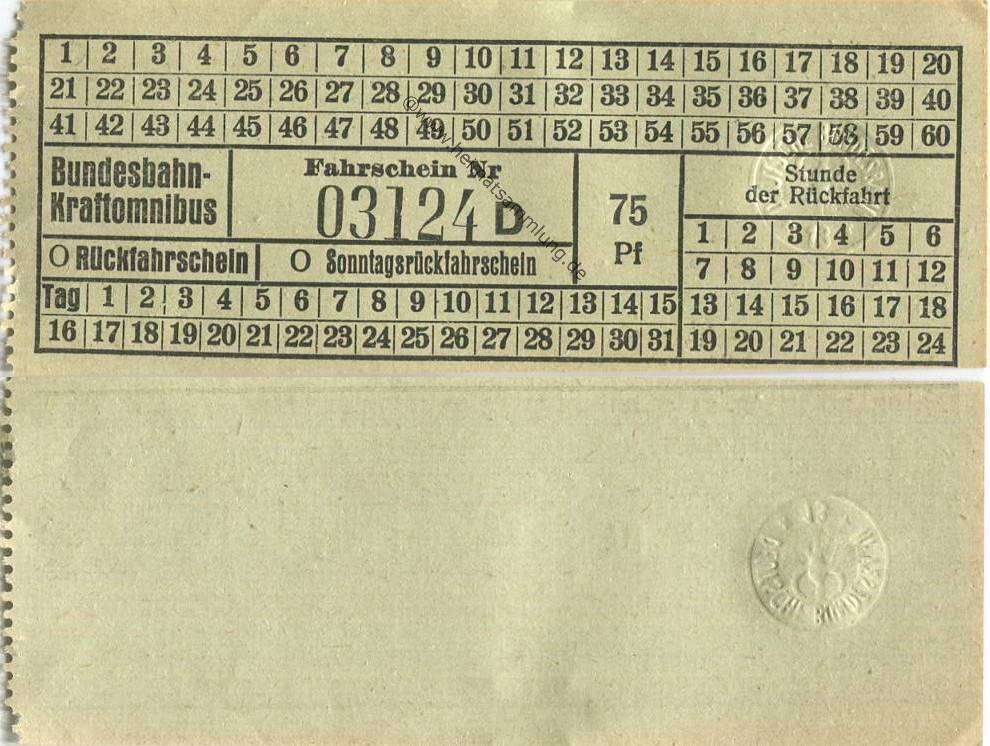 1 2 3 4 5 6 7 8 9 10 11 12 13 14 15 16 17 18 19 20
21 22 23 24 25 26 27 28 29 30 31 32 33 34 35 36 37 38 39 40
41 42 43 44 45 46 47 48 49 50 51 52 53 54 55 56 57 58 59 60
Bundesbahn-
Kraftomnibus
Fahrschein Nr
03124 D
75
Pf
O Rückfahrschein
O Sonntagsrückfahrschein
Tag 1 2 3 4 5 6 7 8 9 10 11 12 13 14 15
16 17 18 19 20 21 22 23 24 25 26 27 28 29 30 31
Stunde
der Rückfahrt
1 2 3 4 5 6
7 8 9 10 11 12
13 14 15 16 17 18
19 20 21 22 23 24
@www.heimatsammlung.de